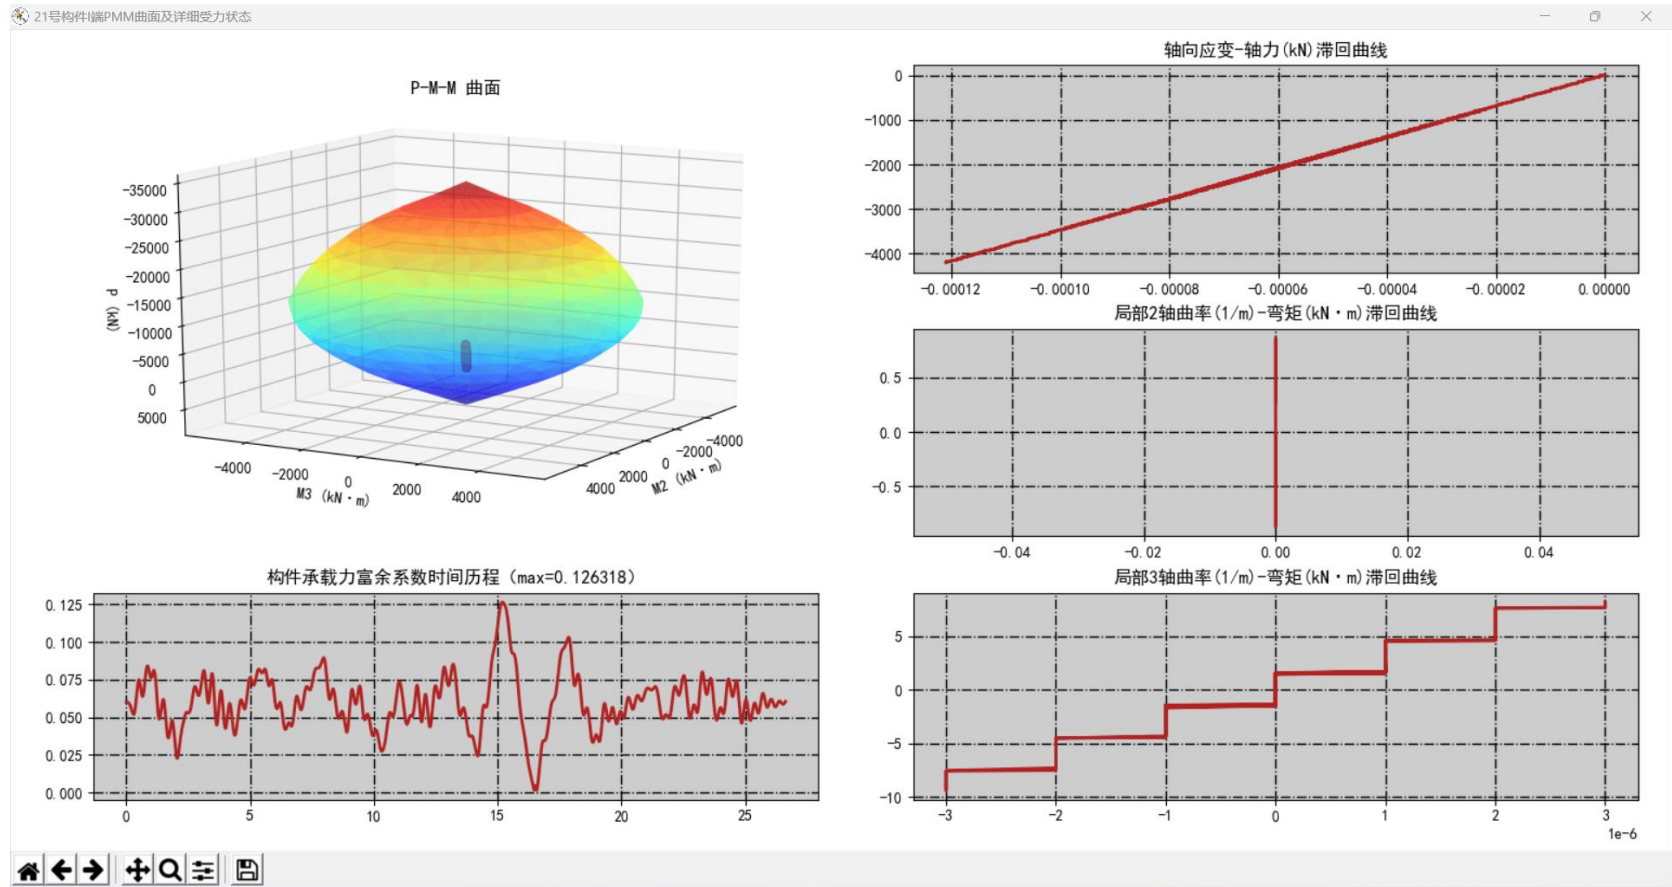 21号构件I端PMM曲面及详细受力状态
P-M-M 曲面
-35000
-30000
-25000
-20000
-15000
-10000
-5000
0
5000
P (kN)
-4000
-2000
0
2000
4000
M3 (kN·m)
4000
2000
0
-2000
-4000
M2 (kN·m)
轴向应变-轴力(kN)滞回曲线
0
-1000
-2000
-3000
-4000
-0.00012 -0.00010 -0.00008 -0.00006 -0.00004 -0.00002 0.00000
局部2轴曲率(1/m)-弯矩(kN·m)滞回曲线
0.5
0.0
-0.5
-0.04 -0.02 0.00 0.02 0.04
构件承载力富余系数时间历程（max=0.126318）
0.125
0.100
0.075
0.050
0.025
0.000
0 5 10 15 20 25
局部3轴曲率(1/m)-弯矩(kN·m)滞回曲线
5
0
-5
-10
-3 -2 -1 0 1 2 3
1e-6